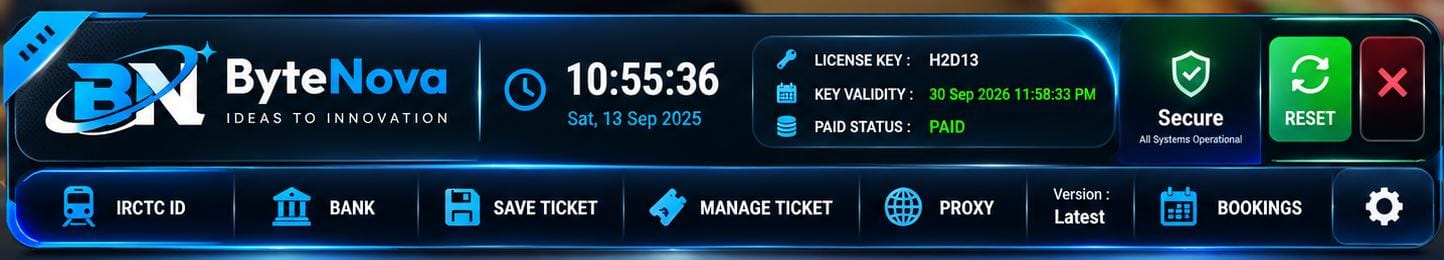 BN ByteNova
IDEAS TO INNOVATION
10:55:36
Sat, 13 Sep 2025
LICENSE KEY : H2D13
KEY VALIDITY : 30 Sep 2026 11:58:33 PM
PAID STATUS : PAID
Secure
All Systems Operational
RESET
IRCTC ID
BANK
SAVE TICKET
MANAGE TICKET
PROXY
Version :
Latest
BOOKINGS